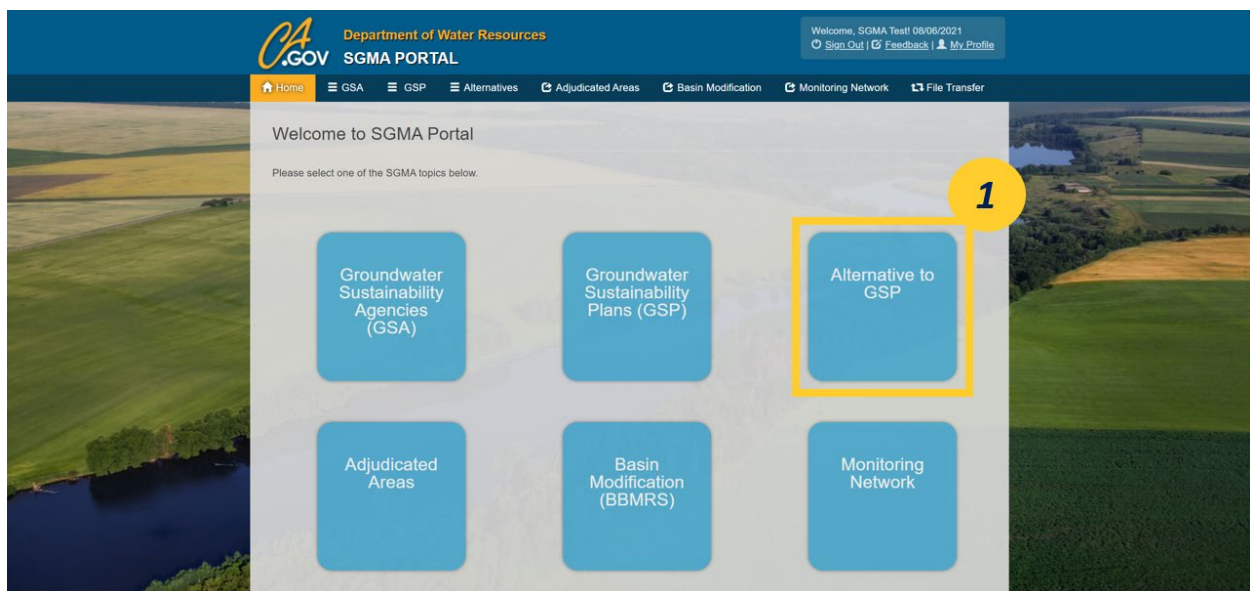 CA
.GOV
Department of Water Resources
SGMA PORTAL
Welcome, SGMA Test! 08/06/2021
Sign Out | Feedback | My Profile
Home GSA GSP Alternatives Adjudicated Areas Basin Modification Monitoring Network File Transfer
Welcome to SGMA Portal
Please select one of the SGMA topics below.
1
Groundwater
Sustainability
Agencies
(GSA)
Groundwater
Sustainability
Plans (GSP)
Alternative to
GSP
Adjudicated
Areas
Basin
Modification
(BBMRS)
Monitoring
Network